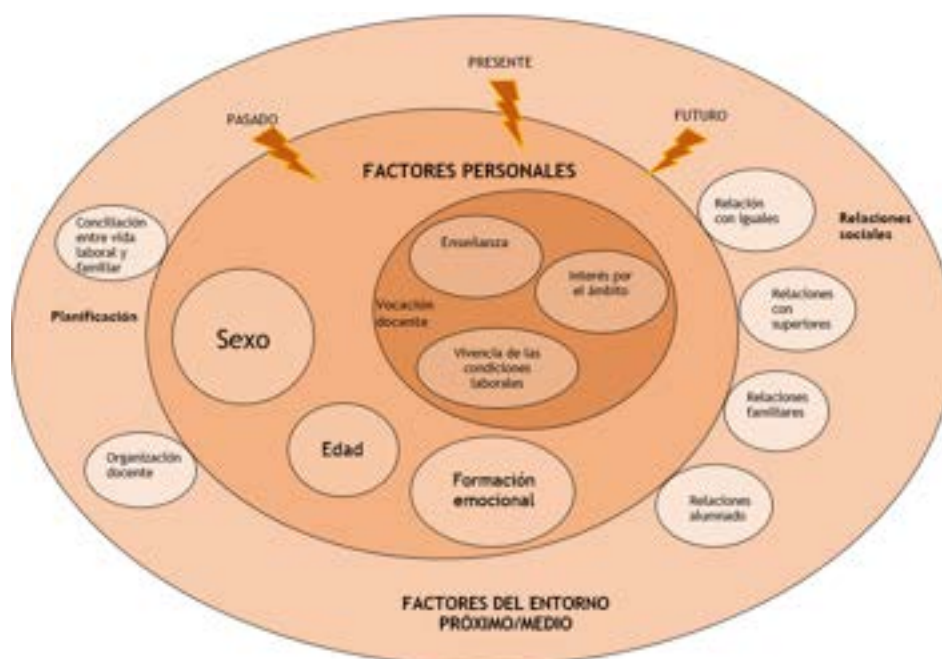 PRESENTE
PASADO
FUTURO
FACTORES PERSONALES
Conciliación
entre vida
laboral y
familiar
Planificación
Organización
docente
Sexo
Edad
Formación
emocional
Vocación
docente
Enseñanza
Interés por
el ámbito
Vivencia de las
condiciones
laborales
Relación
con iguales
Relaciones
sociales
Relaciones
con
superiores
Relaciones
familiares
Relaciones
alumnado
FACTORES DEL ENTORNO
PRÓXIMO/MEDIO